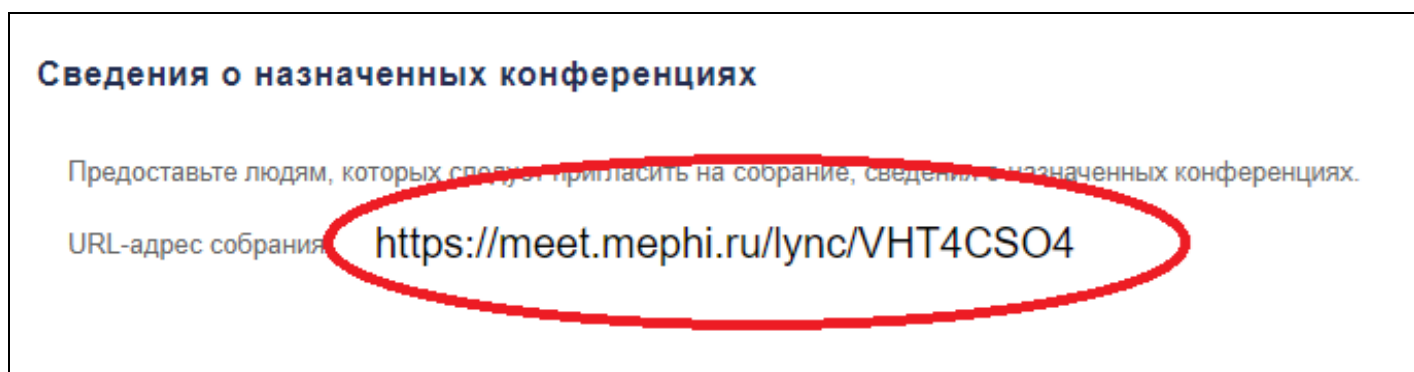 Сведения о назначенных конференциях
Предоставьте людям, которых следует пригласить на собрание, сведения о назначенных конференциях.
URL-адрес собрания: https://meet.mephi.ru/lync/VHT4CSO4